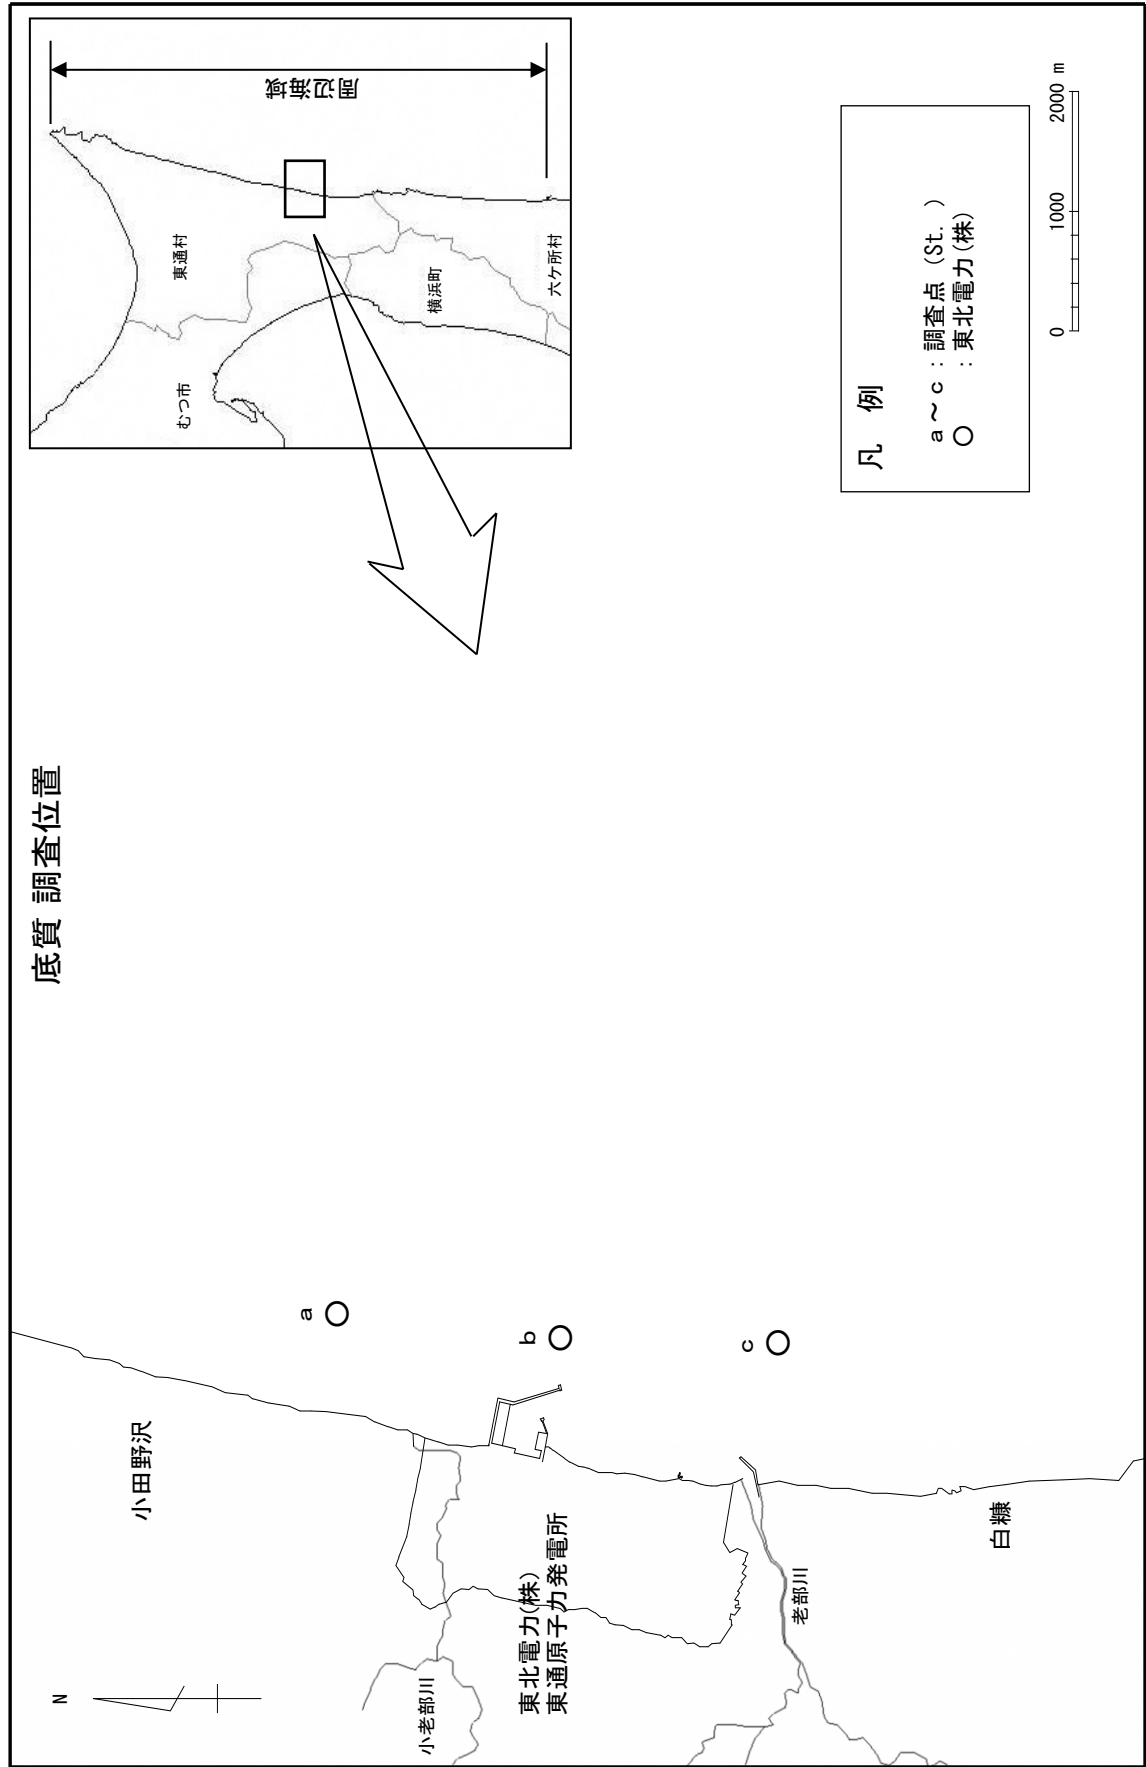 底質 調査位置
N
小田野沢
a
b
c
小老部川
東北電力(株)
東通原子力発電所
老部川
白糠
周辺海域
むつ市
東通村
横浜町
六ケ所村
凡 例
a~c:調査点(St. )
○ :東北電力(株)
0 1000 2000 m